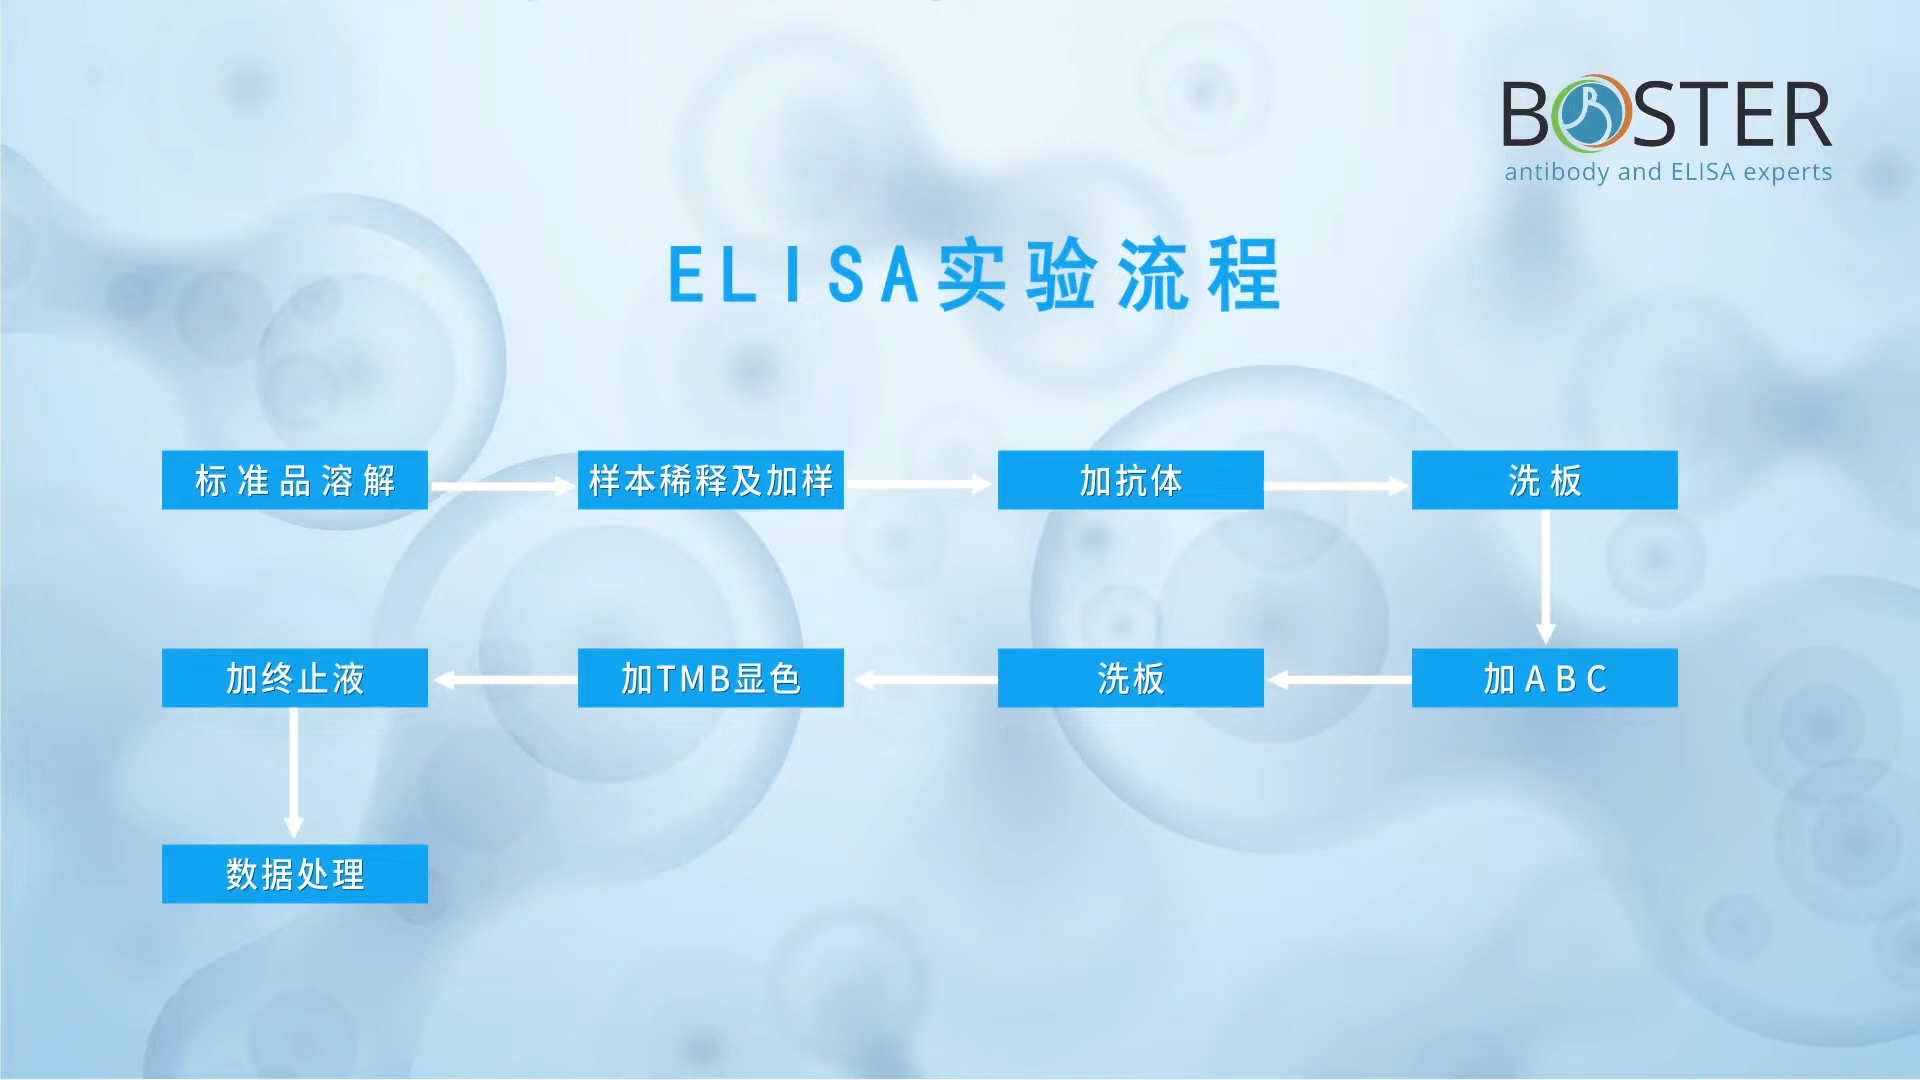 BOSTER
antibody and ELISA experts
ELISA实验流程
标准品溶解
样本稀释及加样
加抗体
洗板
加ABC
洗板
加TMB显色
加终止液
数据处理